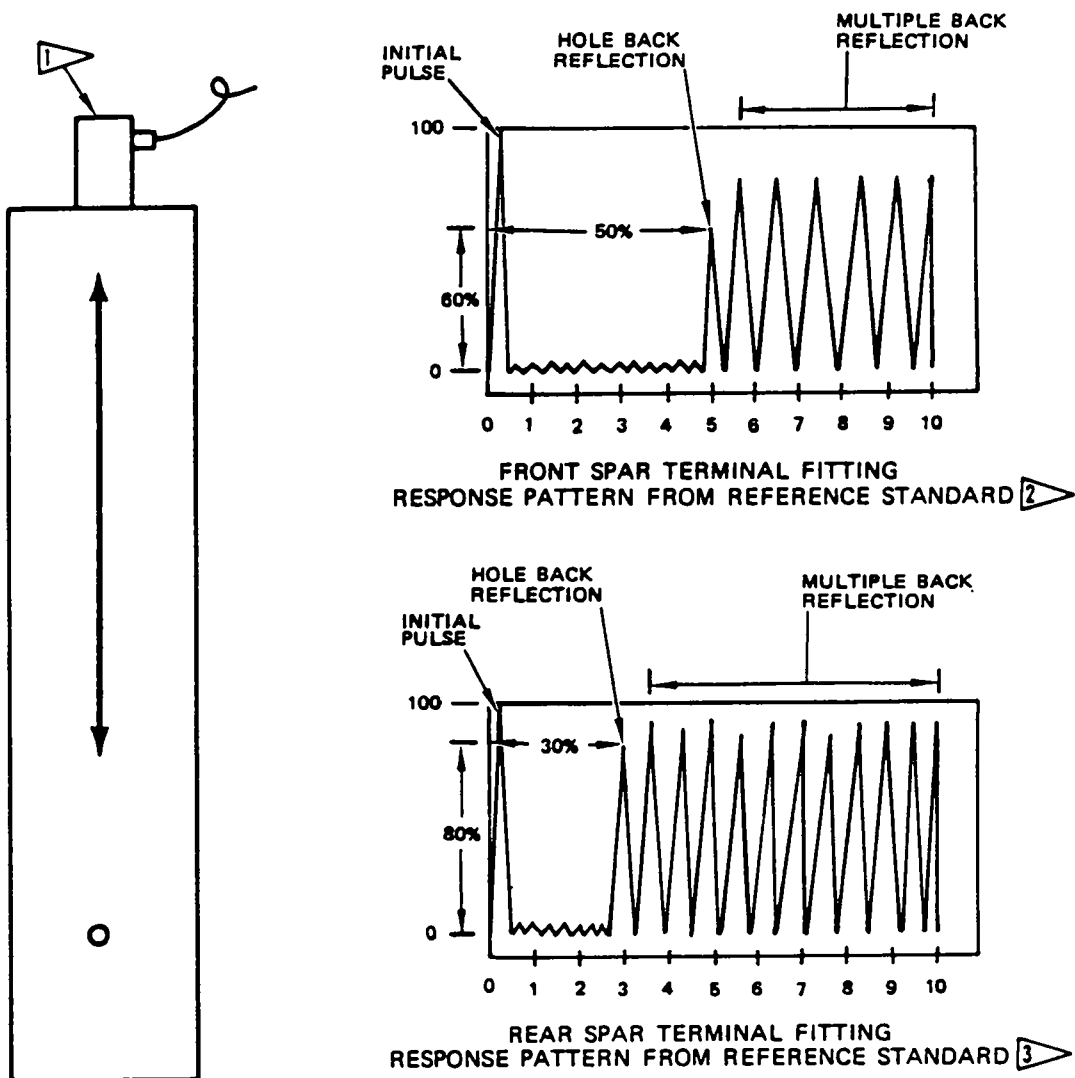 1
INITIAL
PULSE
HOLE BACK
REFLECTION
MULTIPLE BACK
REFLECTION
100
50%
60%
0
0 1 2 3 4 5 6 7 8 9 10
FRONT SPAR TERMINAL FITTING
RESPONSE PATTERN FROM REFERENCE STANDARD 2
HOLE BACK
REFLECTION
MULTIPLE BACK
REFLECTION
INITIAL
PULSE
100
30%
80%
0
0 1 2 3 4 5 6 7 8 9 10
REAR SPAR TERMINAL FITTING
RESPONSE PATTERN FROM REFERENCE STANDARD 3